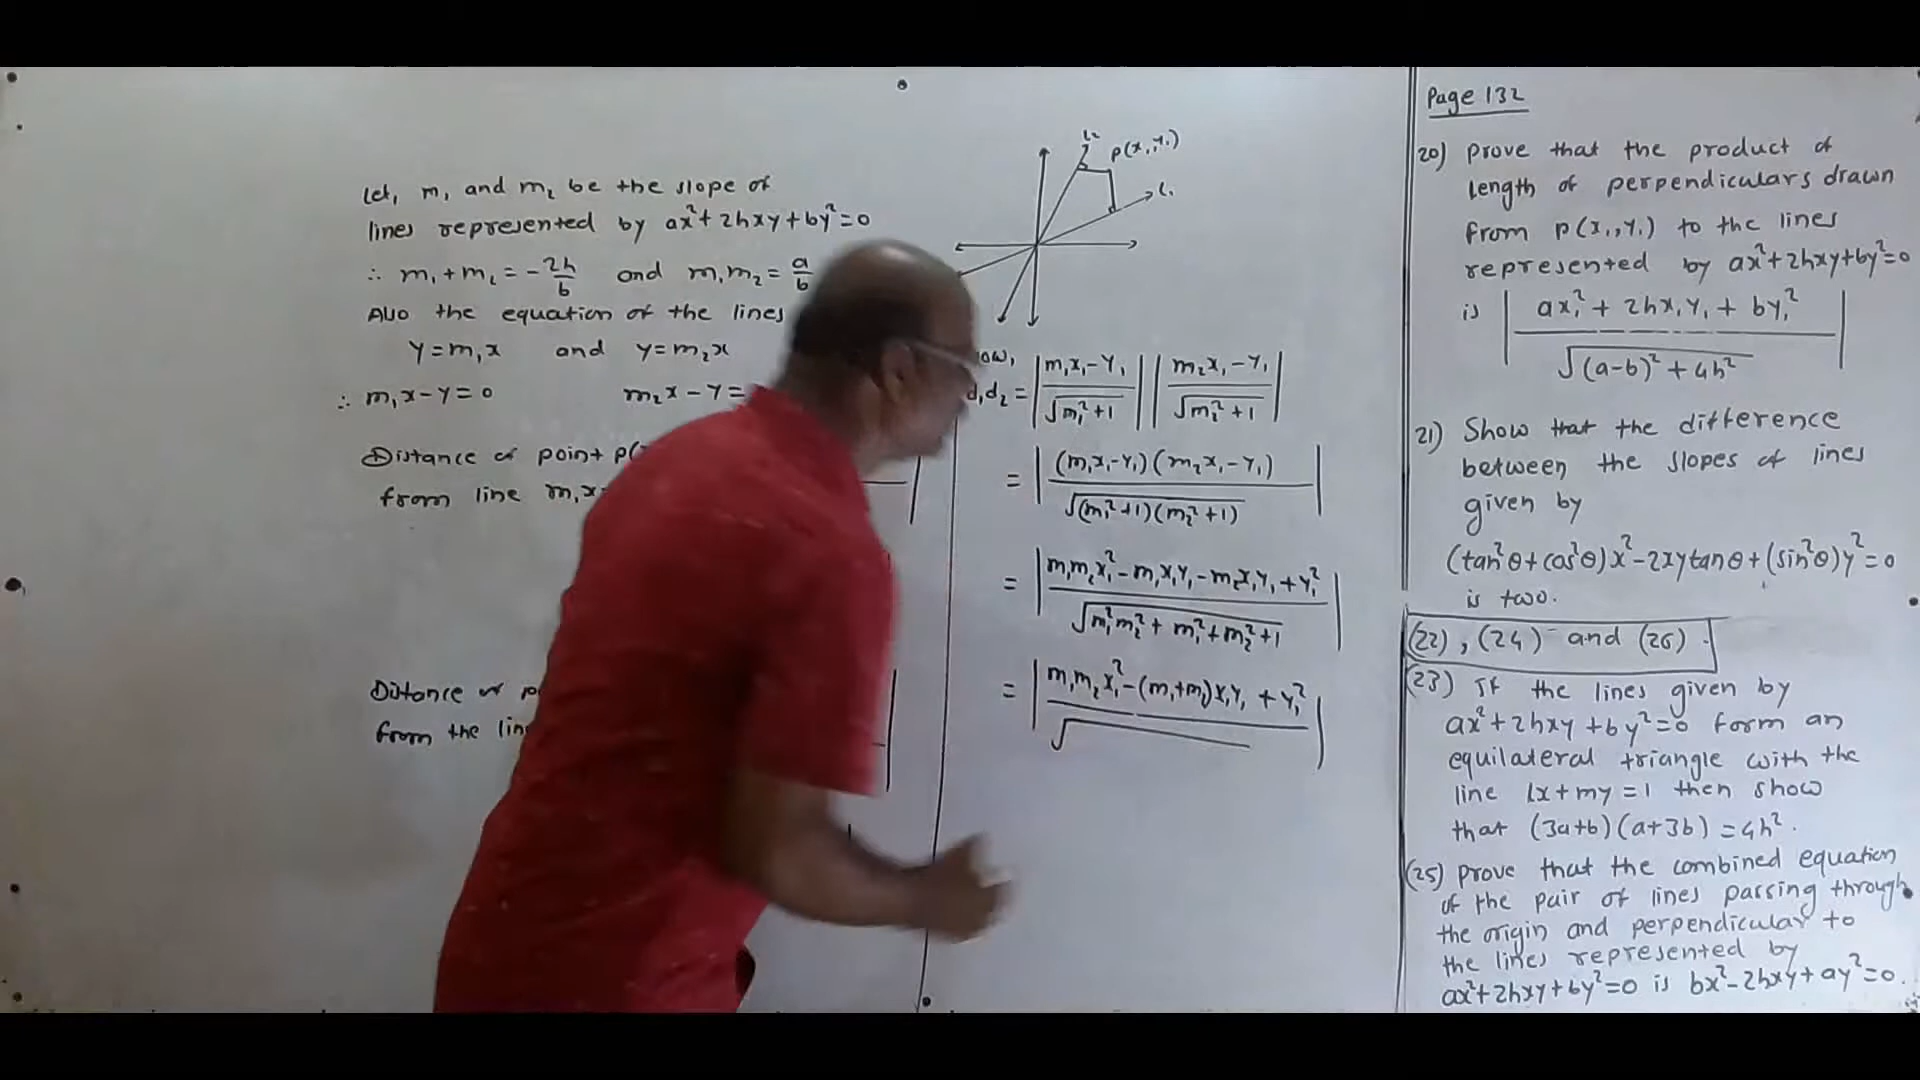 Let, m₁ and m₂ be the slope of
lines represented by ax²+2hxy+by²=0
∴ m₁+m₂ = -2h/b and m₁m₂ = a/b
Also the equation of the lines
y=m₁x and y=m₂x
∴ m₁x-y=0 m₂x-y=
Distance of point P(
from line m₁x-
Distance of po
from the line
L₂
P(x₁,y₁)
L₁
ow,
d₁d₂ = |(m₁x₁-y₁)/√(m₁²+1)| |(m₂x₁-y₁)/√(m₂²+1)|
= |(m₁x₁-y₁)(m₂x₁-y₁)/√((m₁²+1)(m₂²+1))|
= |(m₁m₂x₁²-m₁x₁y₁-m₂x₁y₁+y₁²)/√(m₁²m₂²+m₁²+m₂²+1)|
= |(m₁m₂x₁²-(m₁+m₂)x₁y₁+y₁²)/√ |
Page 132
20) prove that the product of
length of perpendiculars drawn
from P(x₁,y₁) to the lines
represented by ax²+2hxy+by²=0
is |(ax₁²+2hx₁y₁+by₁²)/√((a-b)²+4h²)|
21) Show that the difference
between the slopes of lines
given by
(tan²θ+cos²θ)x²-2xytanθ+(sin²θ)y²=0
is two.
(22), (24) and (26).
(23) If the lines given by
ax²+2hxy+by²=0 form an
equilateral triangle with the
line lx+my=1 then show
that (3a+b)(a+3b)=4h².
(25) prove that the combined equation
of the pair of lines passing through
the origin and perpendicular to
the lines represented by
ax²+2hxy+by²=0 is bx²-2hxy+ay²=0.